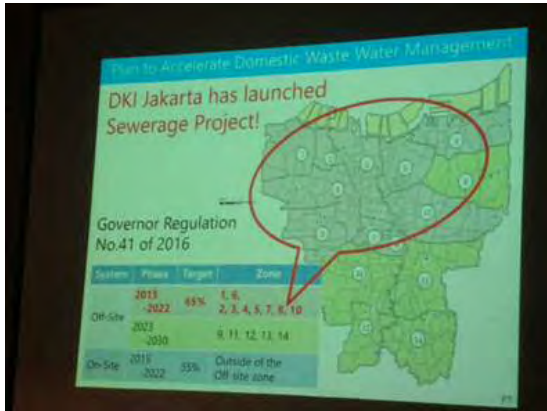 Plan to Accelerate Domestic Waste Water Management
DKI Jakarta has launched
Sewerage Project!
Governor Regulation
No.41 of 2016
System Phase Target Zone
Off-Site
2013
-2022
65%
1, 6,
2, 3, 4, 5, 7, 8, 10
2023
-2030
9, 11, 12, 13, 14
On-Site
2015
-2022
35%
Outside of the
Off-site zone